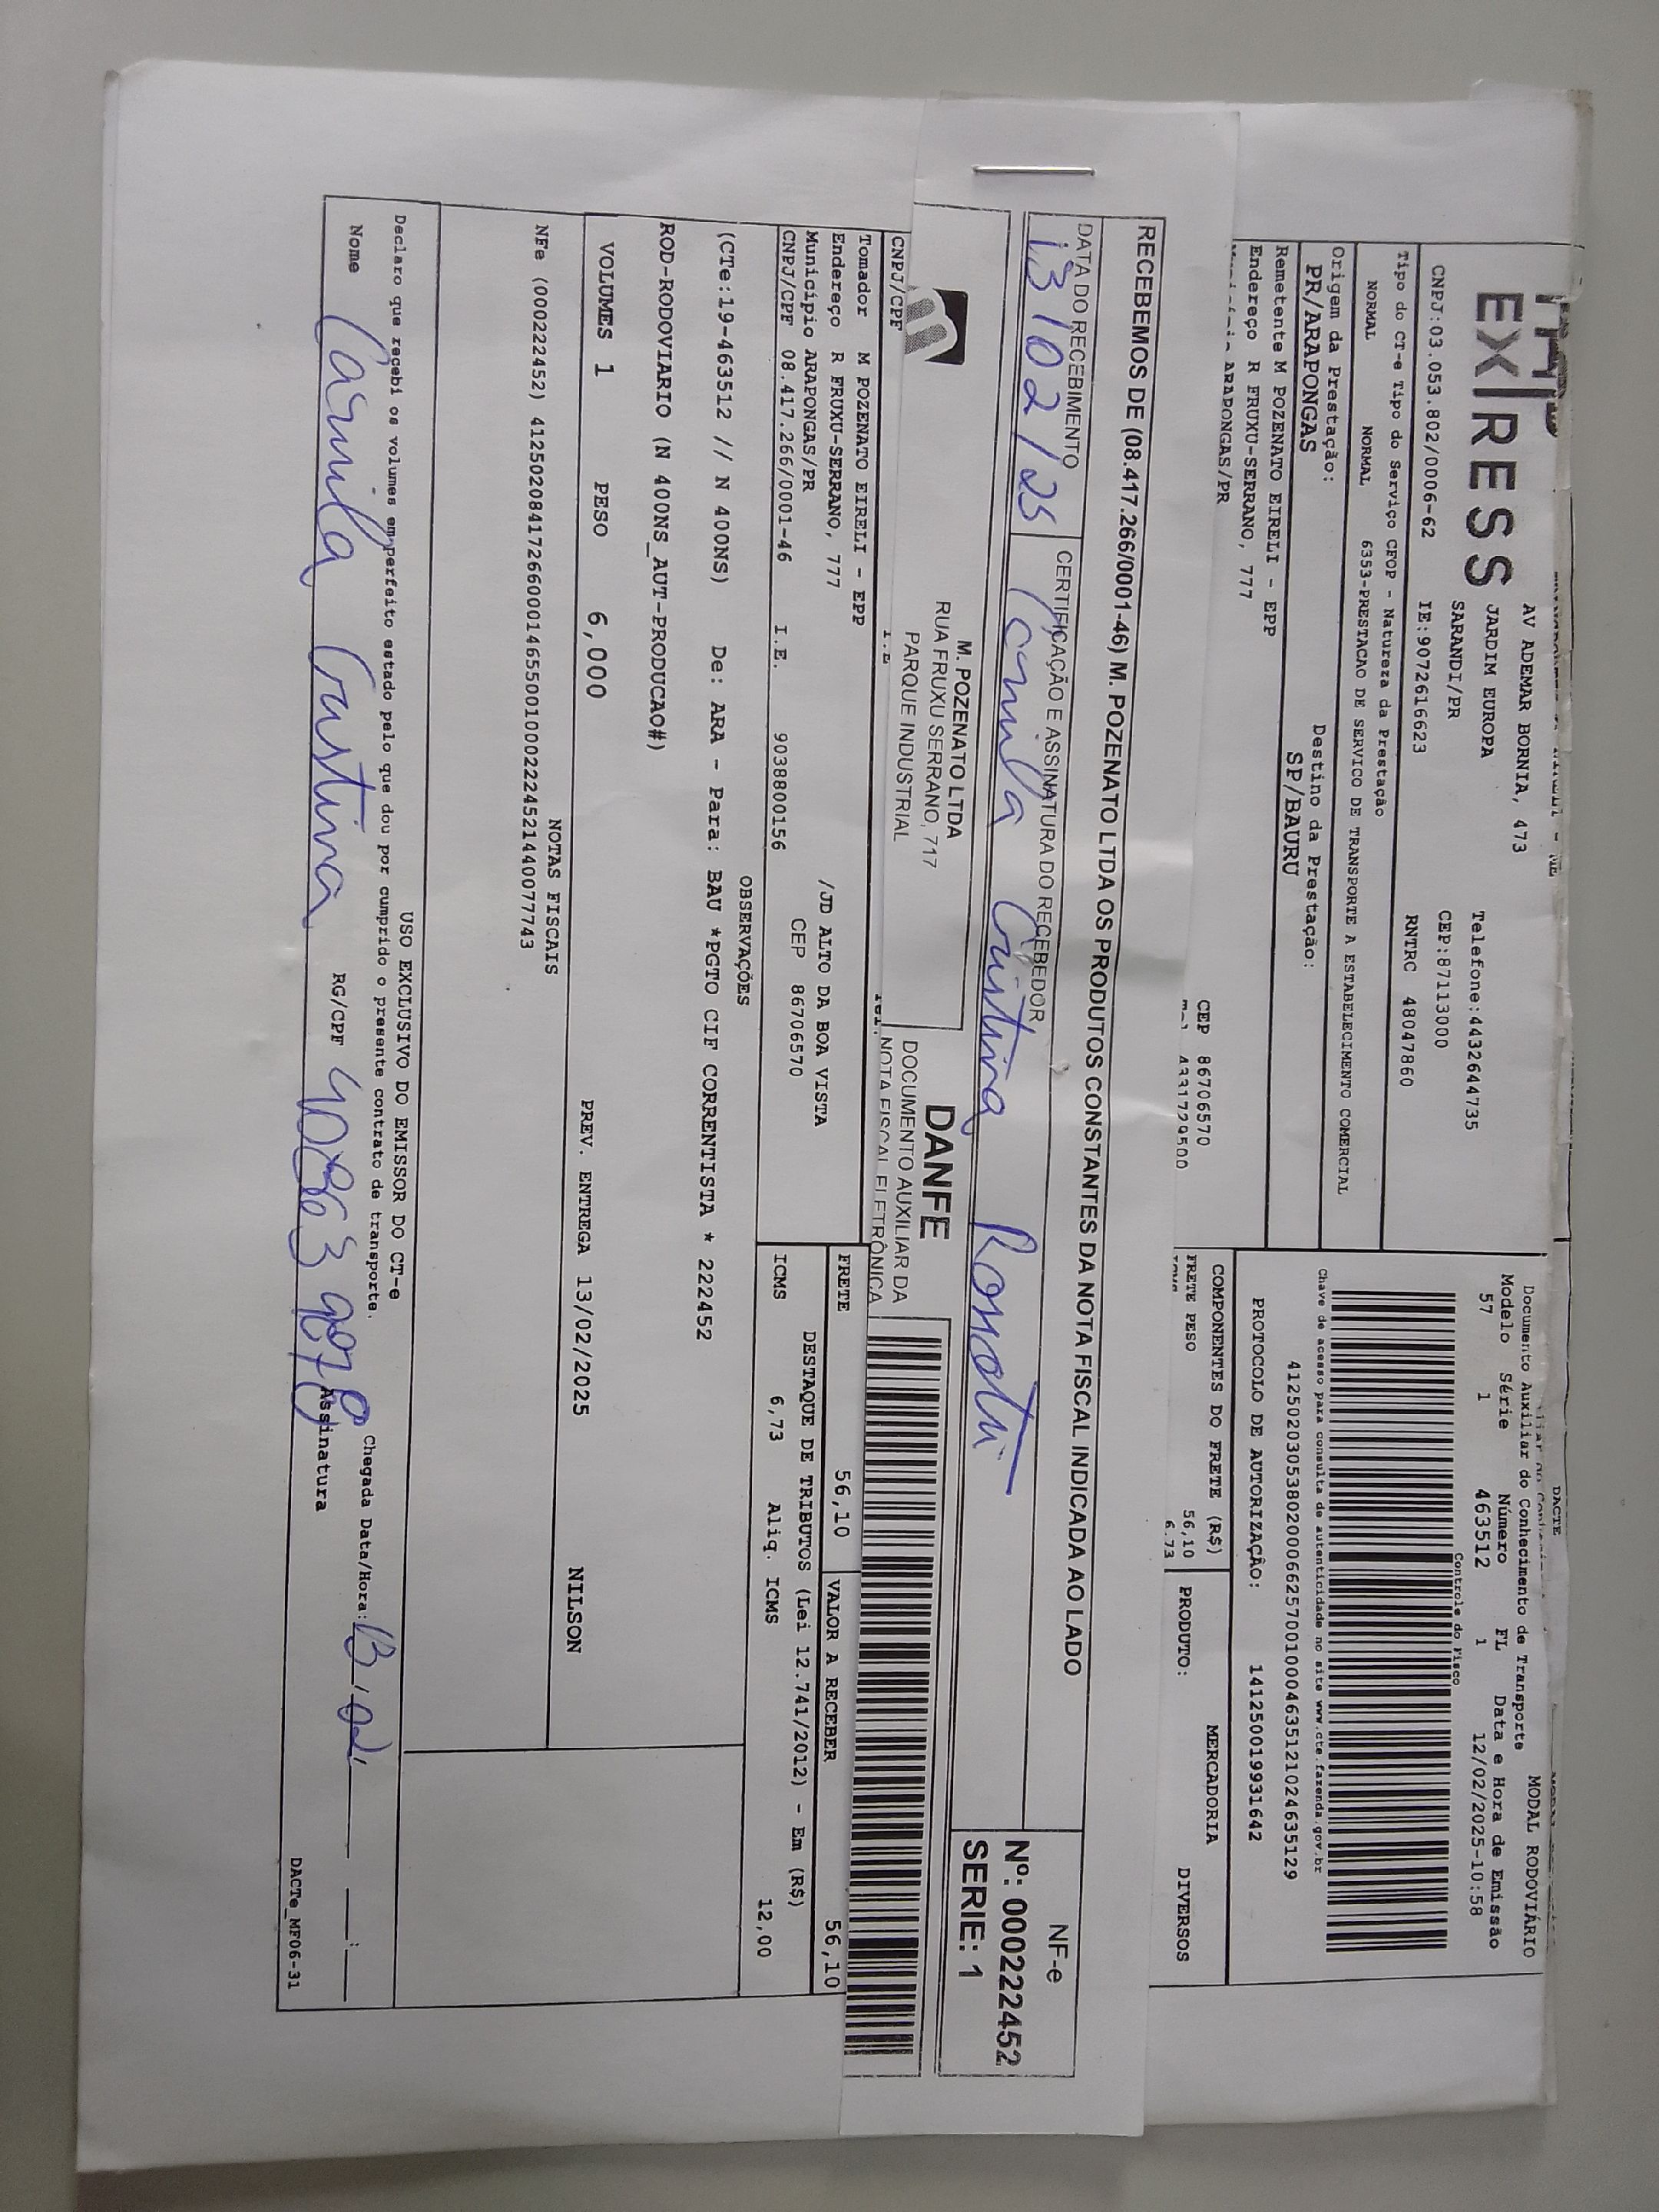 EXPRESS
AV ADEMAR BORNIA, 473
JARDIM EUROPA
SARANDI/PR
Telefone:4432644735
CEP:87113000
CNPJ:03.053.802/0006-62 IE:9072616623 RNTRC 48047860
Tipo do CT-e Tipo do Serviço CFOP - Natureza da Prestação
NORMAL NORMAL 6353-PRESTACAO DE SERVICO DE TRANSPORTE A ESTABELECIMENTO COMERCIAL
Origem da Prestação: Destino da Prestação:
PR/ARAPONGAS SP/BAURU
Remetente M POZENATO EIRELI - EPP
Endereço R FRUXU-SERRANO, 777
ARAPONGAS/PR
CEP 86706570
4331729500
DACTE
Documento Auxiliar do Conhecimento de Transporte
MODAL RODOVIÁRIO
Modelo Série Número FL Data e Hora de Emissão
57 1 463512 1 12/02/2025-10:58
Controle do Fisco
Chave de acesso para consulta de autenticidade no site www.cte.fazenda.gov.br
41250203053802000662570010004635121024635129
PROTOCOLO DE AUTORIZAÇÃO: 141250019931642
COMPONENTES DO FRETE (R$) MERCADORIA
FRETE PESO 56,10 PRODUTO: DIVERSOS
6,73
RECEBEMOS DE (08.417.266/0001-46) M. POZENATO LTDA OS PRODUTOS CONSTANTES DA NOTA FISCAL INDICADA AO LADO
DATA DO RECEBIMENTO CERTIFICAÇÃO E ASSINATURA DO RECEBEDOR
13/02/25 Camila Cristina
NF-e
Nº: 000222452
SERIE: 1
M. POZENATO LTDA
RUA FRUXU SERRANO, 717
PARQUE INDUSTRIAL
DANFE
DOCUMENTO AUXILIAR DA
NOTA FISCAL ELETRÔNICA
CNPJ/CPF I.E
Tomador M POZENATO EIRELI - EPP
Endereço R FRUXU-SERRANO, 777 /JD ALTO DA BOA VISTA
Município ARAPONGAS/PR CEP 86706570
CNPJ/CPF 08.417.266/0001-46 I.E. 9038800156
FRETE 56,10 VALOR A RECEBER 56,10
DESTAQUE DE TRIBUTOS (Lei 12.741/2012) - Em (R$)
ICMS 6,73 Aliq. ICMS 12,00
OBSERVAÇÕES
(CTe:19-463512 // N 400NS) De: ARA - Para: BAU *PGTO CIF CORRENTISTA * 222452
ROD-RODOVIARIO (N 400NS_AUT-PRODUCAO#)
VOLUMES 1 PESO 6,000 PREV. ENTREGA 13/02/2025 NILSON
NOTAS FISCAIS
NFe (000222452) 41250208417266000146550010002224521440077743
USO EXCLUSIVO DO EMISSOR DO CT-e
Declaro que recebi os volumes em perfeito estado pelo que dou por cumprido o presente contrato de transporte.
Nome Camila Cristina RG/CPF Chegada Data/Hora: 13/02/
Assinatura
DACTe_MF06-31